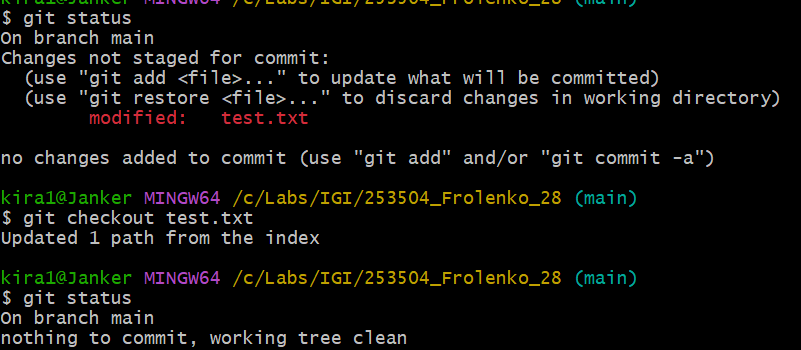 kira1@Janker MINGW64 /c/Labs/IGI/253504_Frolenko_28 (main)
$ git status
On branch main
Changes not staged for commit:
  (use "git add <file>..." to update what will be committed)
  (use "git restore <file>..." to discard changes in working directory)
        modified:   test.txt

no changes added to commit (use "git add" and/or "git commit -a")

kira1@Janker MINGW64 /c/Labs/IGI/253504_Frolenko_28 (main)
$ git checkout test.txt
Updated 1 path from the index

kira1@Janker MINGW64 /c/Labs/IGI/253504_Frolenko_28 (main)
$ git status
On branch main
nothing to commit, working tree clean